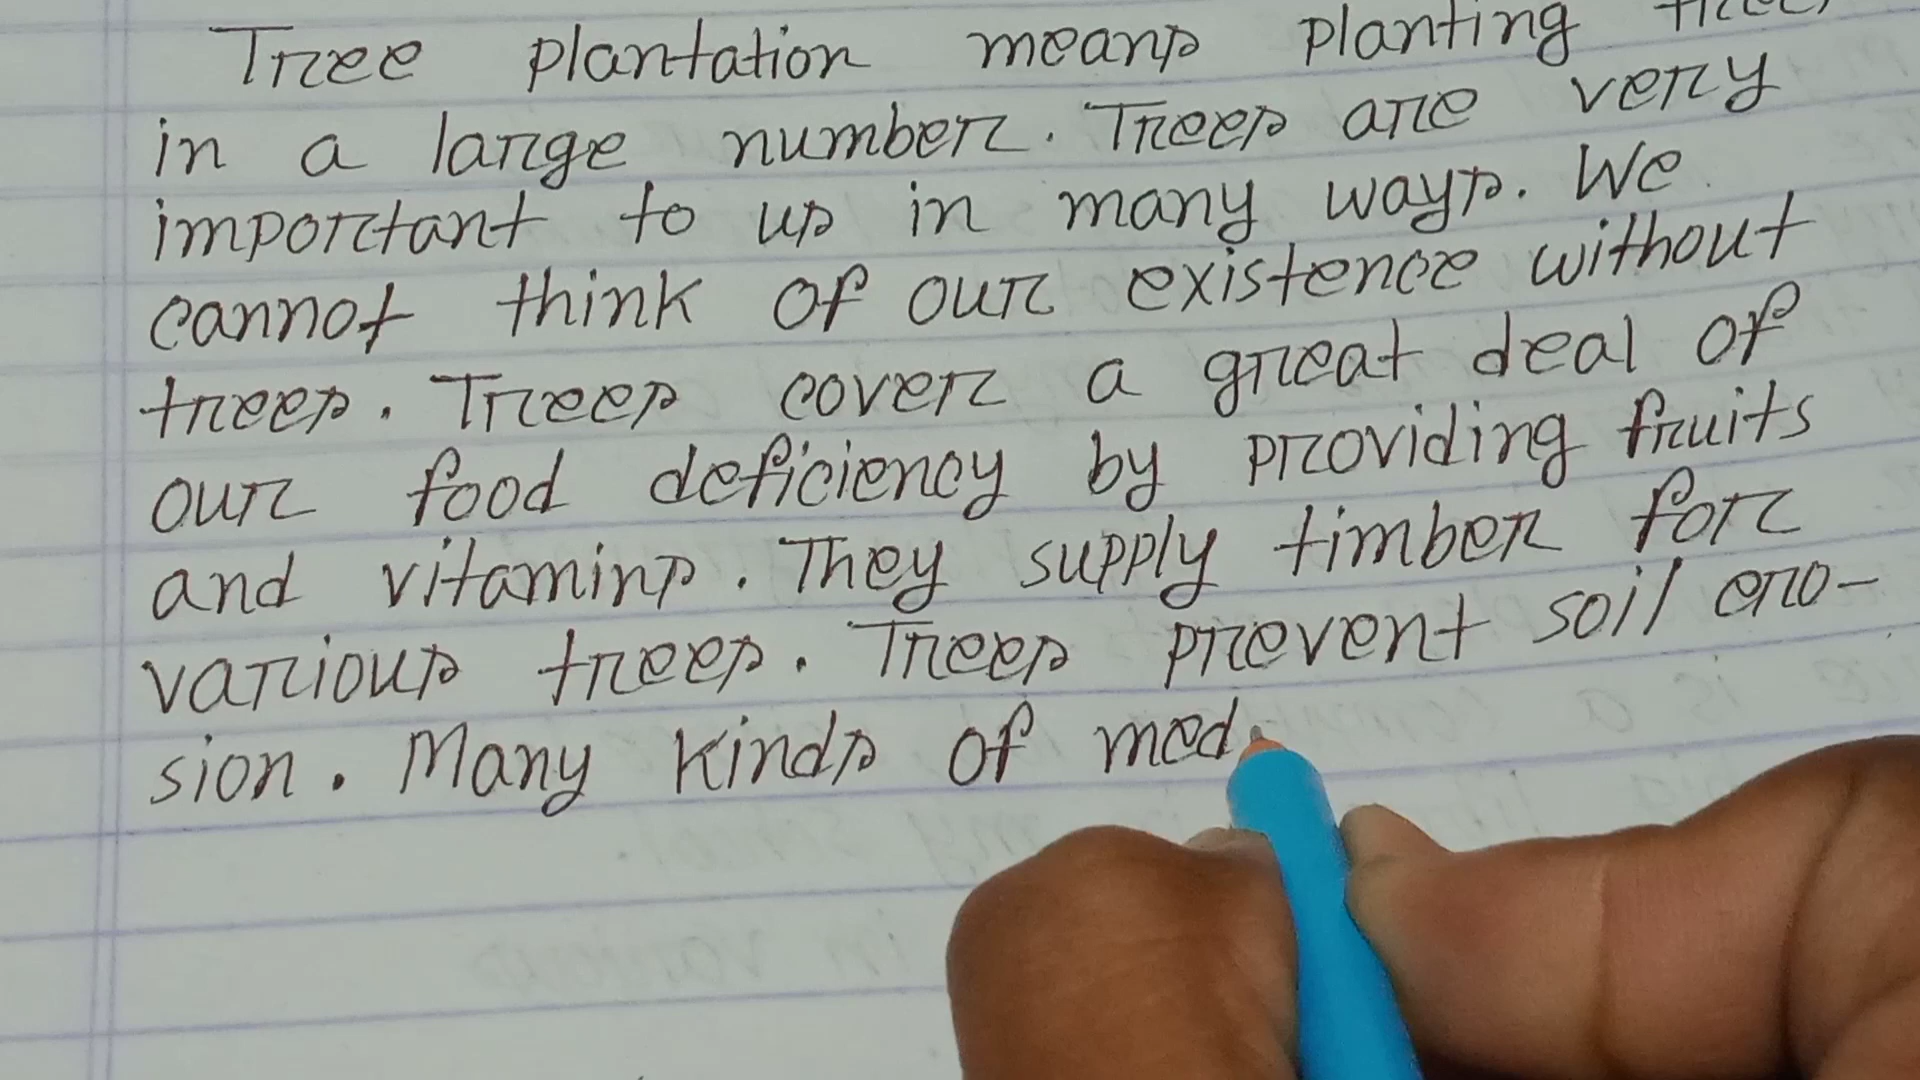 Tree plantation means planting trees
in a large number. Trees are very
important to us in many ways. We
cannot think of our existence without
trees. Trees cover a great deal of
our food deficiency by providing fruits
and vitamins. They supply timber for
various trees. Trees prevent soil ero-
sion. Many kinds of med